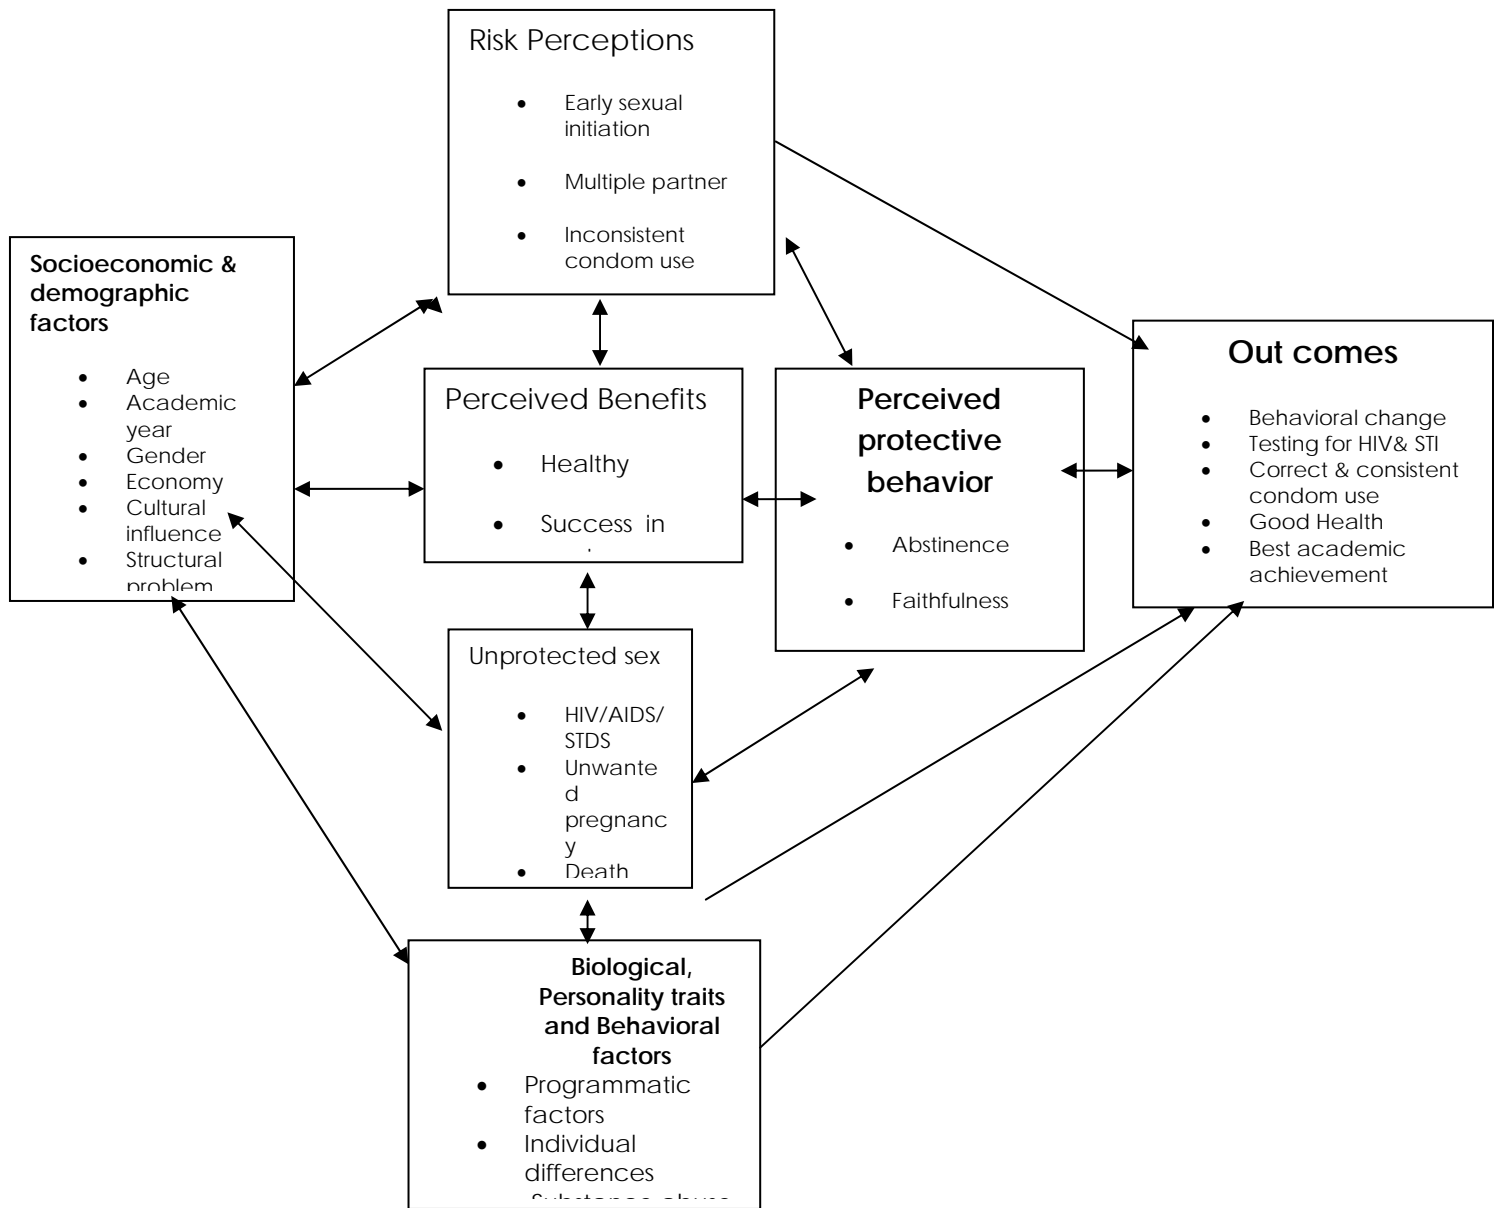 Risk Perceptions
• Early sexual
initiation
• Multiple partner
• Inconsistent
condom use
Socioeconomic &
demographic
factors
• Age
• Academic
year
• Gender
• Economy
• Cultural
influence
• Structural
problem
Perceived Benefits
• Healthy
• Success in
Perceived
protective
behavior
• Abstinence
• Faithfulness
Out comes
• Behavioral change
• Testing for HIV& STI
• Correct & consistent
condom use
• Good Health
• Best academic
achievement
Unprotected sex
• HIV/AIDS/
STDS
• Unwante
d
pregnanc
y
• Death
Biological,
Personality traits
and Behavioral
factors
• Programmatic
factors
• Individual
differences
Substance abuse